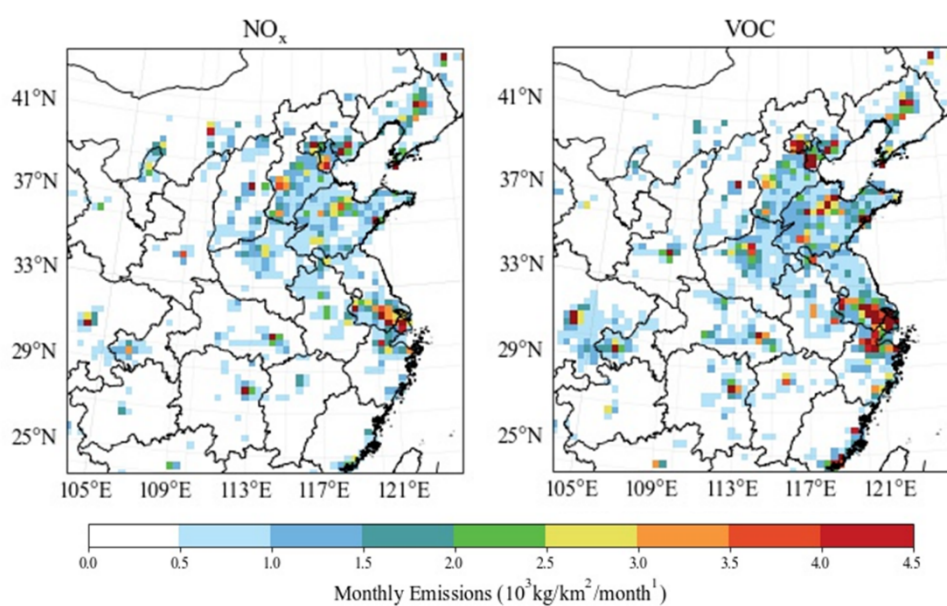 NOx VOC
41°N 41°N
37°N 37°N
33°N 33°N
29°N 29°N
25°N 25°N
105°E 109°E 113°E 117°E 121°E 105°E 109°E 113°E 117°E 121°E
0.0 0.5 1.0 1.5 2.0 2.5 3.0 3.5 4.0 4.5
Monthly Emissions (10³kg/km²/month¹)